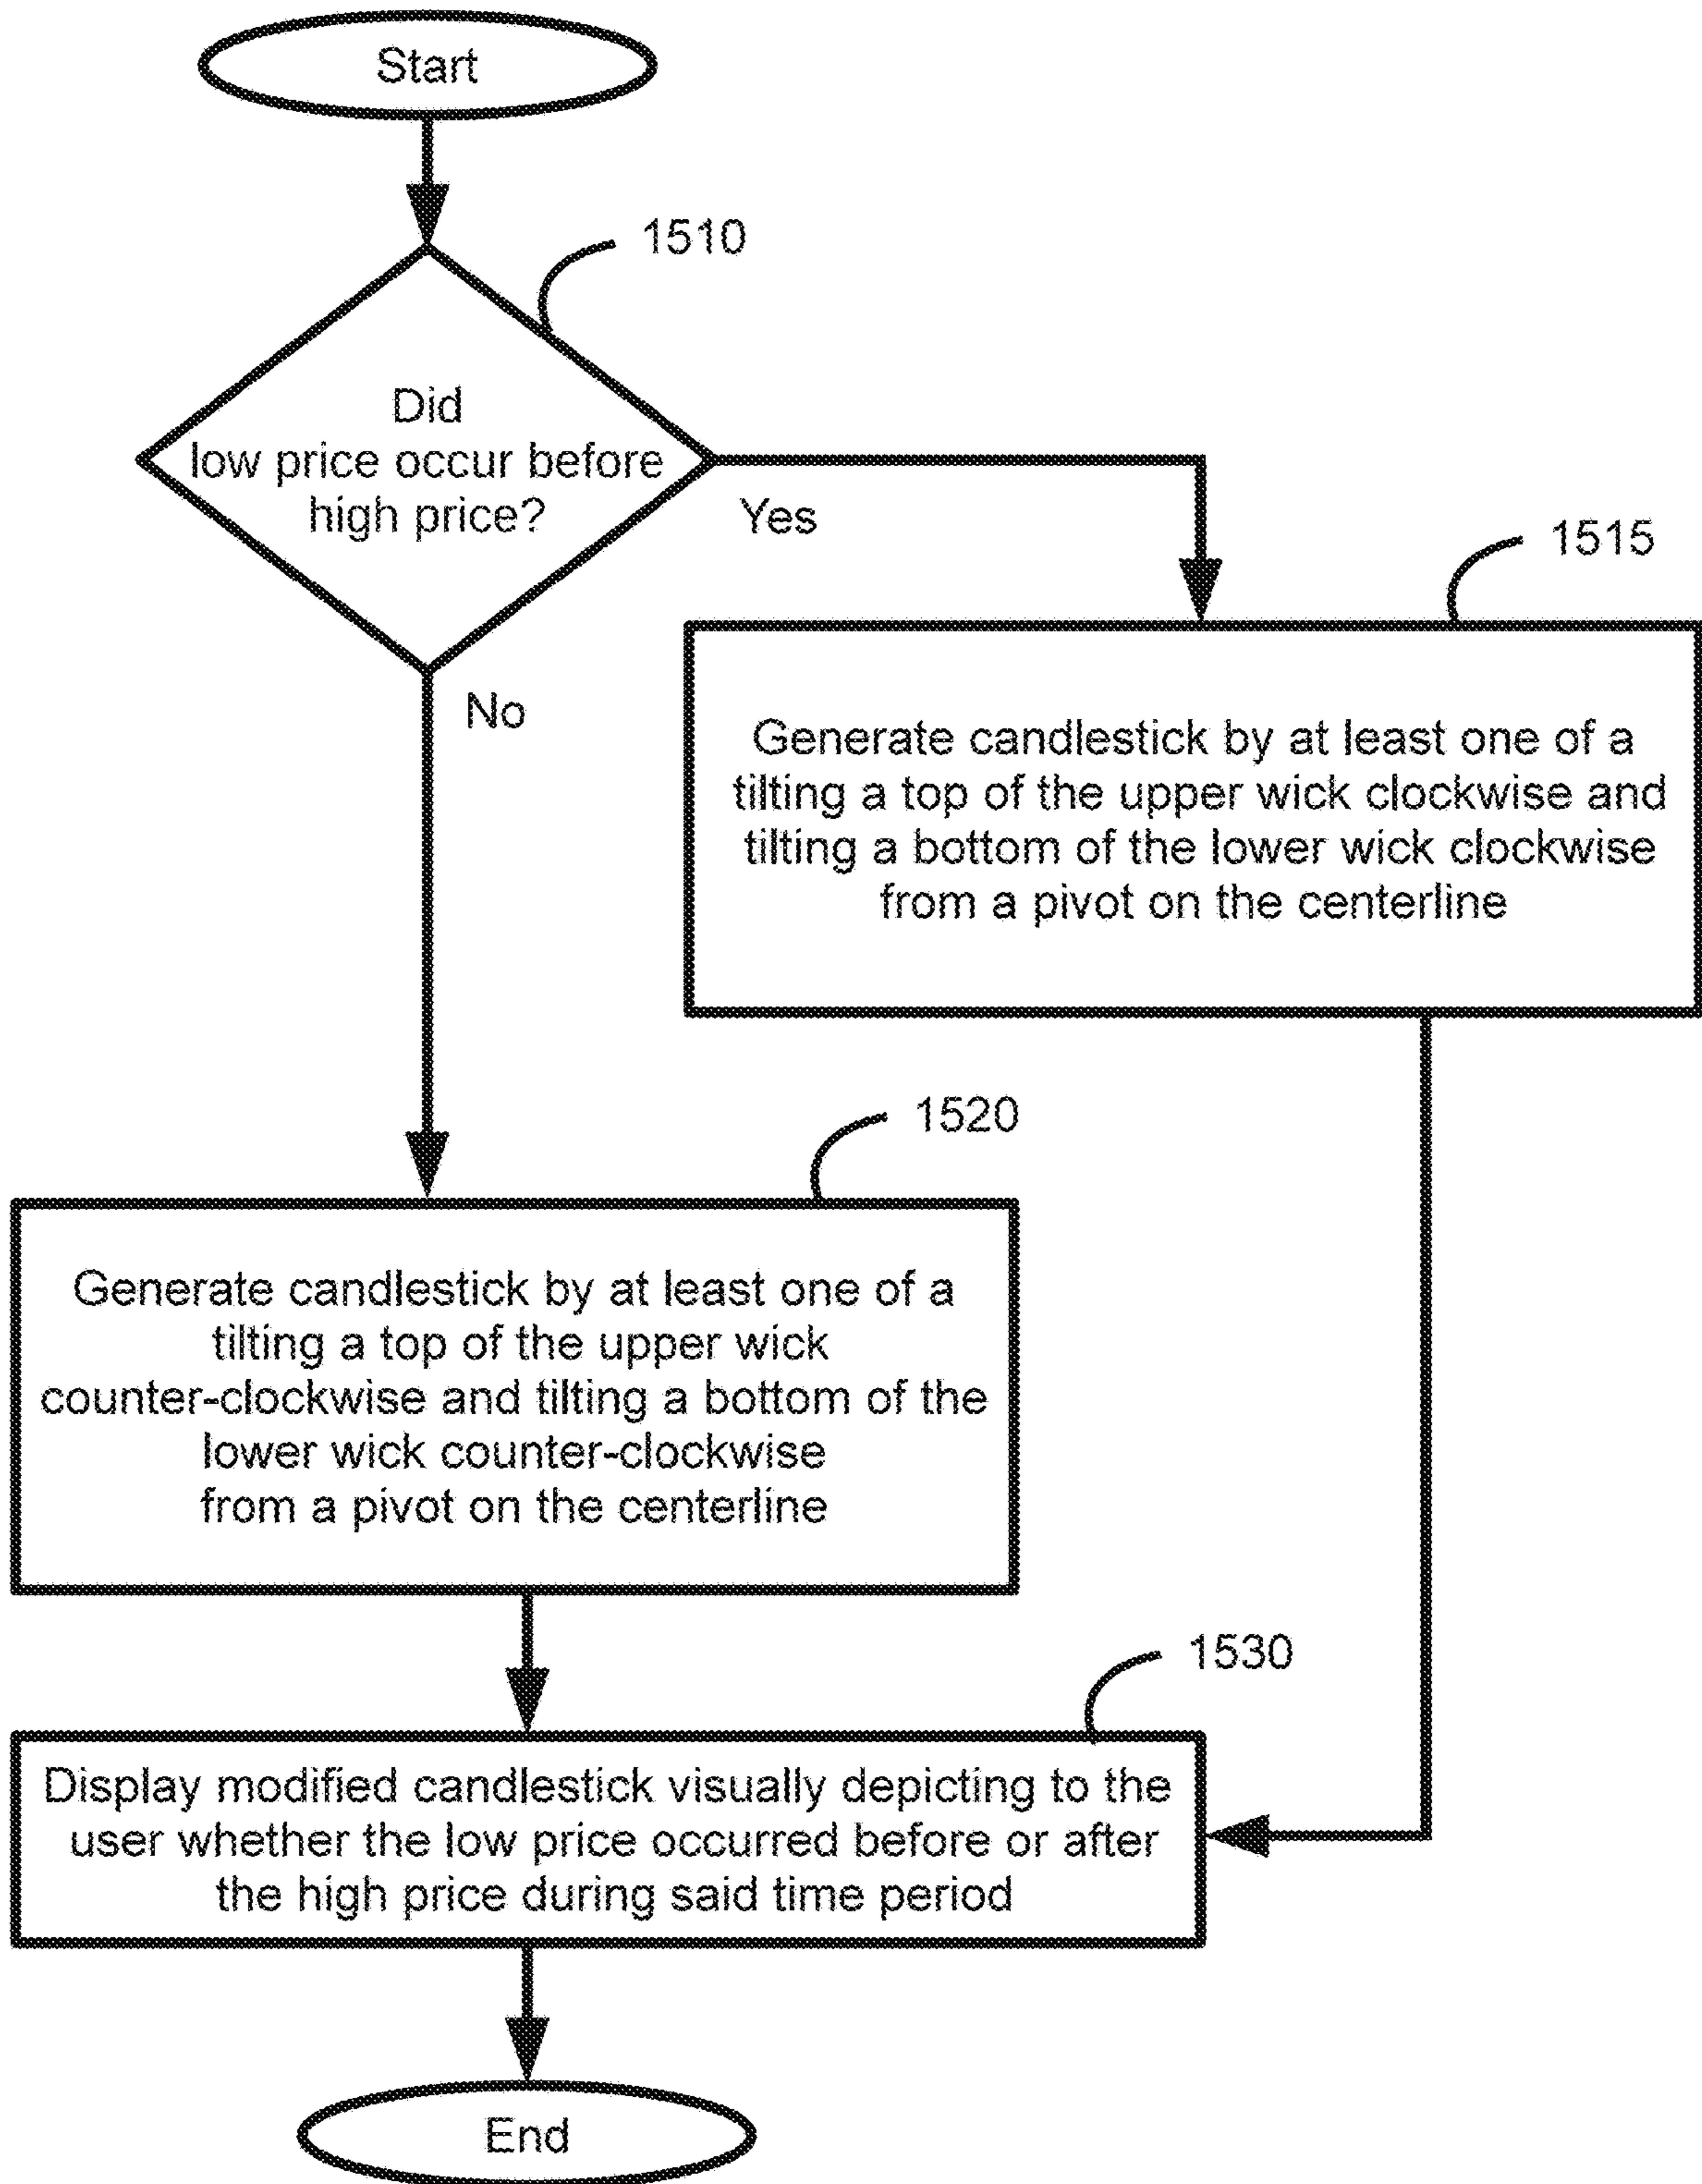 Start
1510
Did
low price occur before
high price?
Yes
1515
No
Generate candlestick by at least one of a
tilting a top of the upper wick clockwise and
tilting a bottom of the lower wick clockwise
from a pivot on the centerline
1520
Generate candlestick by at least one of a
tilting a top of the upper wick
counter-clockwise and tilting a bottom of the
lower wick counter-clockwise
from a pivot on the centerline
1530
Display modified candlestick visually depicting to the
user whether the low price occurred before or after
the high price during said time period
End